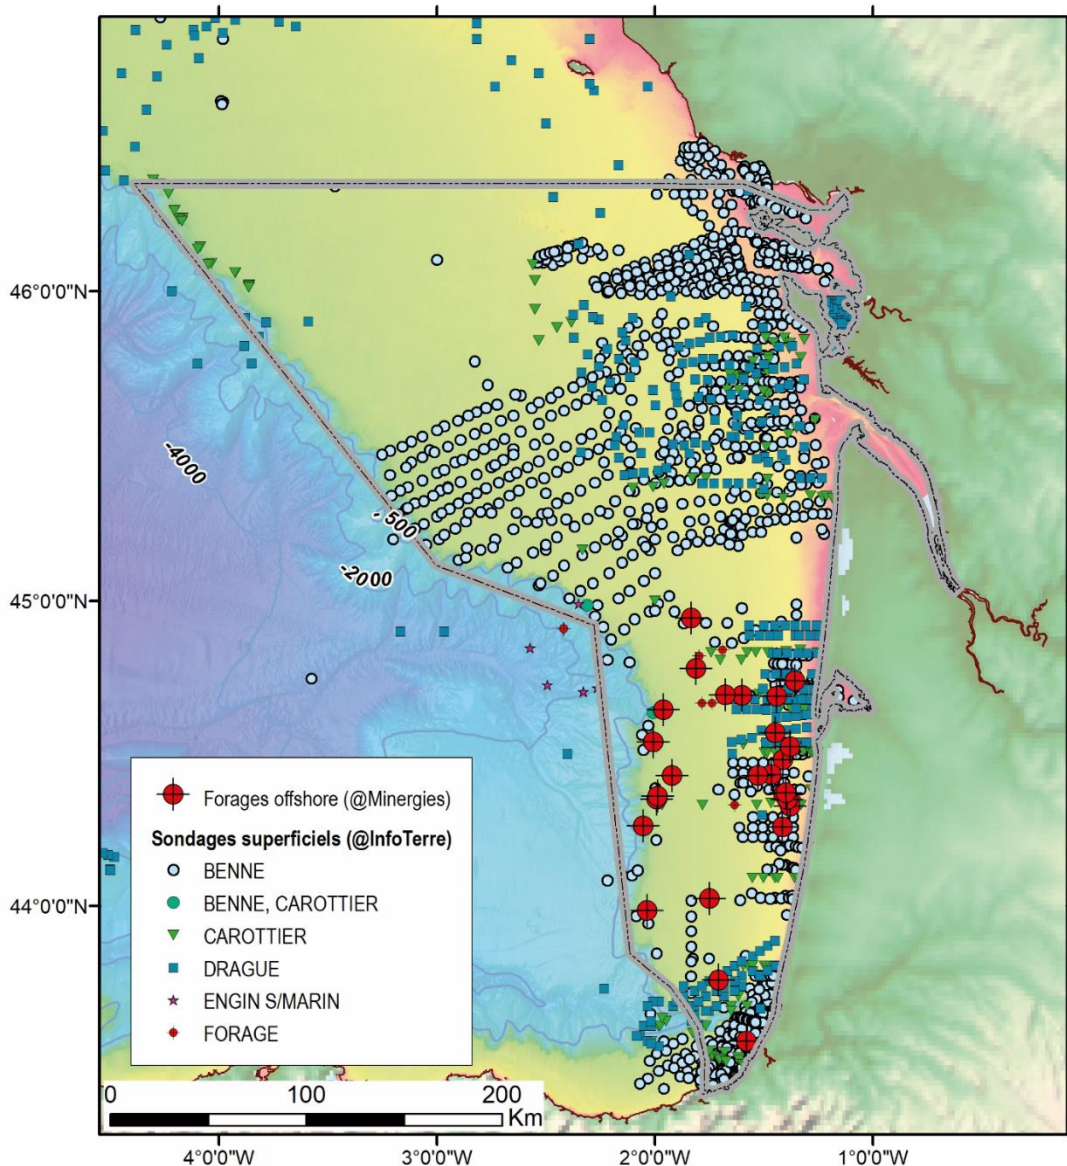 46°0'0"N
45°0'0"N
44°0'0"N
-4000
- 500
-2000
Forages offshore (@Minergies)
Sondages superficiels (@InfoTerre)
BENNE
BENNE, CAROTTIER
CAROTTIER
DRAGUE
ENGIN S/MARIN
FORAGE
0 100 200
Km
4°0'0"W 3°0'0"W 2°0'0"W 1°0'0"W